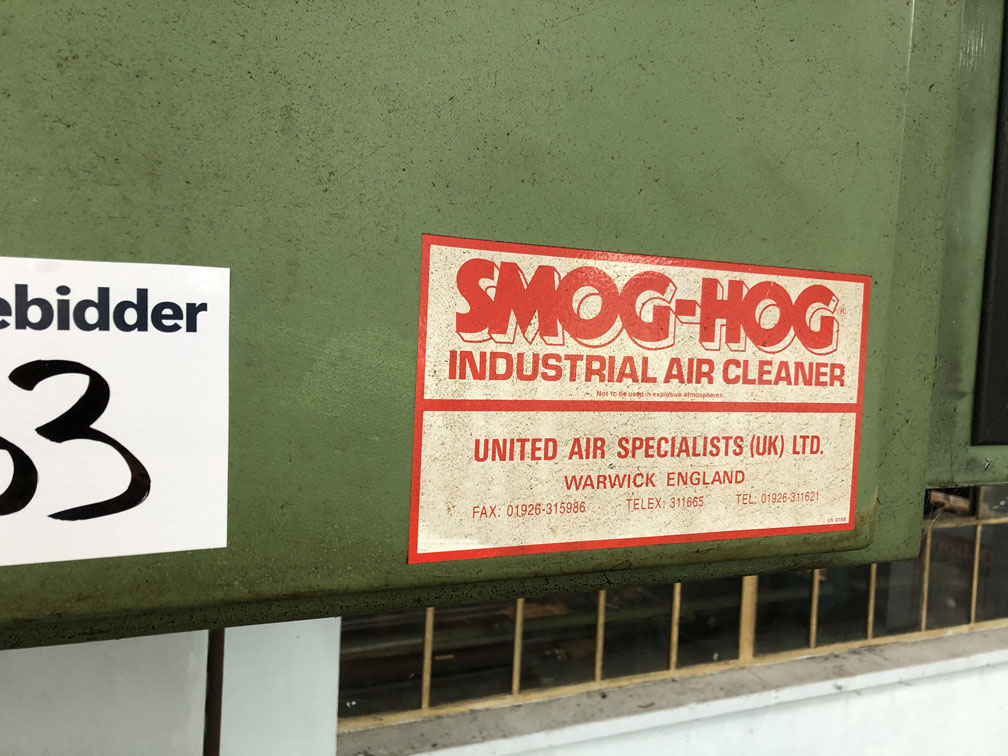 ebidder
53
SMOG-HOG
INDUSTRIAL AIR CLEANER
Not to be used in explosive atmospheres
UNITED AIR SPECIALISTS (UK) LTD.
WARWICK ENGLAND
FAX: 01926-315986 TELEX: 311665 TEL: 01926-311621